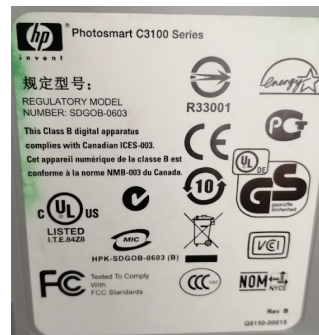 hp
invent
Photosmart C3100 Series
规定型号：
REGULATORY MODEL
NUMBER: SDGOB-0603
This Class B digital apparatus
complies with Canadian ICES-003.
Cet appareil numérique de la classe B est
conforme à la norme NMB-003 du Canada.
R33001
energy
CE
PCT
10
UL
DE
GS
geprüfte
Sicherheit
C UL US
LISTED
I.T.E.84Z8
MIC
HPK-SDGOB-0603 (B)
VCI
FC
Tested To Comply
With
FCC Standards
CCC
NOM
NYCE
Rev B
Q8150-00015